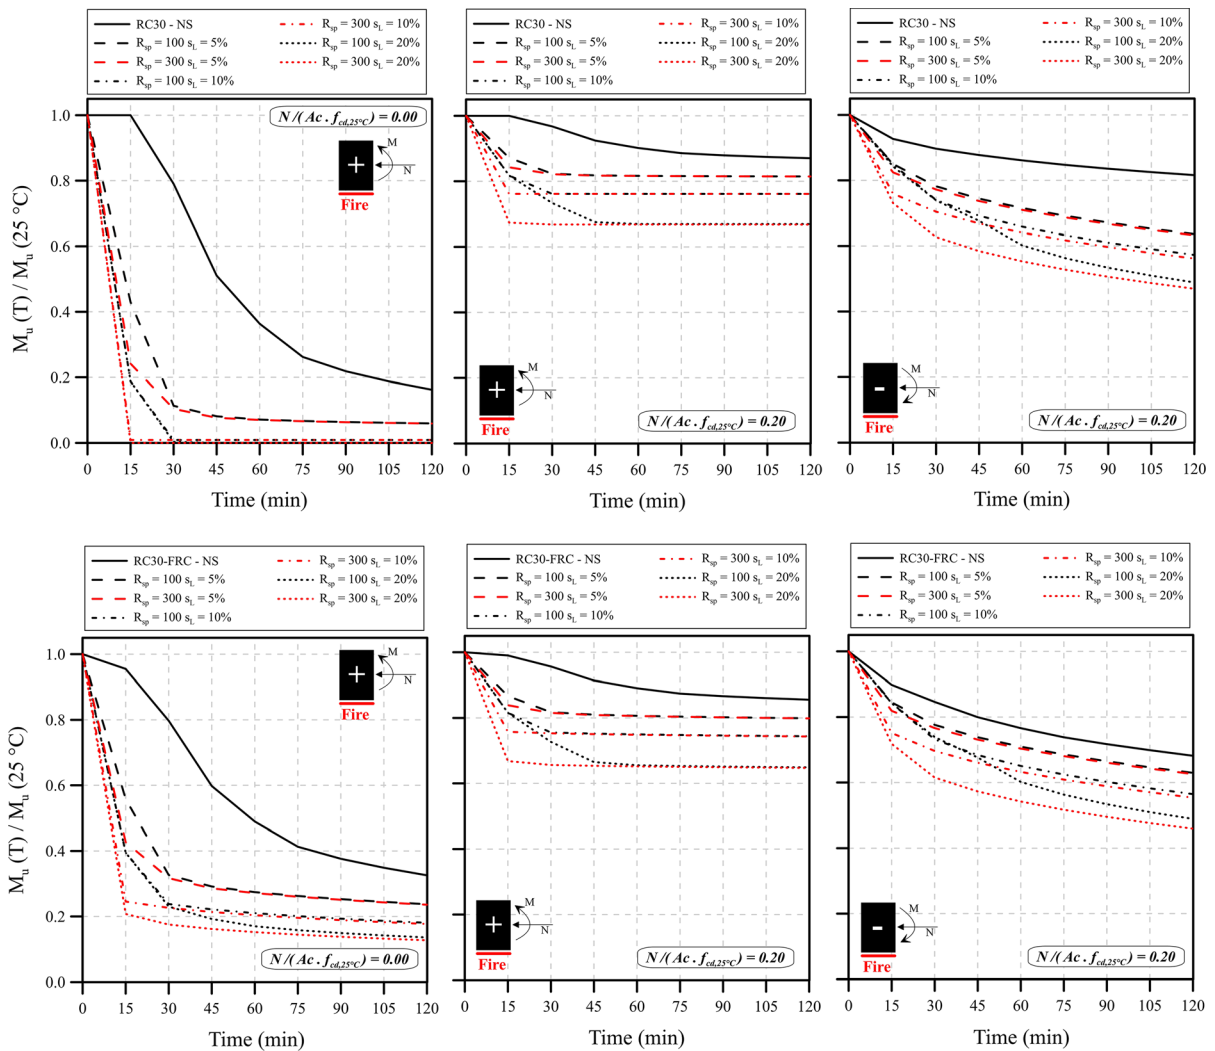 RC30 - NS
R_sp = 300 s_L = 10%
R_sp = 100 s_L = 5%
R_sp = 100 s_L = 20%
R_sp = 300 s_L = 5%
R_sp = 300 s_L = 20%
R_sp = 100 s_L = 10%
RC30 - NS
R_sp = 300 s_L = 10%
R_sp = 100 s_L = 5%
R_sp = 100 s_L = 20%
R_sp = 300 s_L = 5%
R_sp = 300 s_L = 20%
R_sp = 100 s_L = 10%
RC30 - NS
R_sp = 300 s_L = 10%
R_sp = 100 s_L = 5%
R_sp = 100 s_L = 20%
R_sp = 300 s_L = 5%
R_sp = 300 s_L = 20%
R_sp = 100 s_L = 10%
M_u (T) / M_u (25 °C)
1.0
0.8
0.6
0.4
0.2
0.0
N/(Ac . f_cd,25°C) = 0.00
+
M
N
Fire
0 15 30 45 60 75 90 105 120
Time (min)
+
M
N
Fire
N/(Ac . f_cd,25°C) = 0.20
0 15 30 45 60 75 90 105 120
Time (min)
-
M
N
Fire
N/(Ac . f_cd,25°C) = 0.20
0 15 30 45 60 75 90 105 120
Time (min)
RC30-FRC - NS
R_sp = 300 s_L = 10%
R_sp = 100 s_L = 5%
R_sp = 100 s_L = 20%
R_sp = 300 s_L = 5%
R_sp = 300 s_L = 20%
R_sp = 100 s_L = 10%
RC30-FRC - NS
R_sp = 300 s_L = 10%
R_sp = 100 s_L = 5%
R_sp = 100 s_L = 20%
R_sp = 300 s_L = 5%
R_sp = 300 s_L = 20%
R_sp = 100 s_L = 10%
RC30-FRC - NS
R_sp = 300 s_L = 10%
R_sp = 100 s_L = 5%
R_sp = 100 s_L = 20%
R_sp = 300 s_L = 5%
R_sp = 300 s_L = 20%
R_sp = 100 s_L = 10%
M_u (T) / M_u (25 °C)
1.0
0.8
0.6
0.4
0.2
0.0
+
M
N
Fire
N/(Ac . f_cd,25°C) = 0.00
0 15 30 45 60 75 90 105 120
Time (min)
+
M
N
Fire
N/(Ac . f_cd,25°C) = 0.20
0 15 30 45 60 75 90 105 120
Time (min)
-
M
N
Fire
N/(Ac . f_cd,25°C) = 0.20
0 15 30 45 60 75 90 105 120
Time (min)